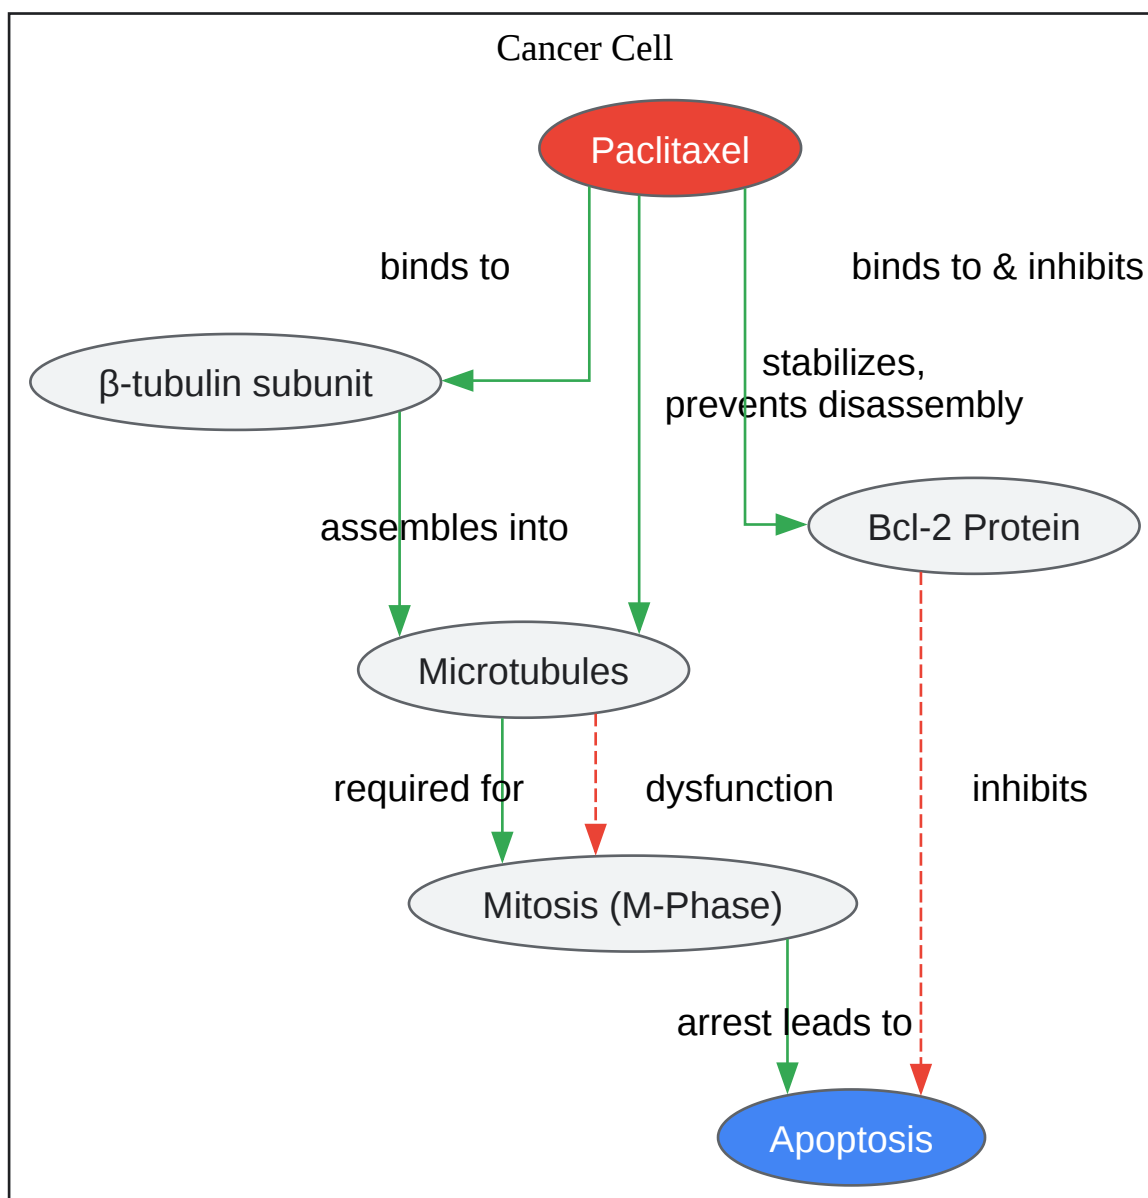 Cancer Cell
Paclitaxel
binds to
binds to & inhibits
stabilizes,
prevents disassembly
β-tubulin subunit
assembles into
Bcl-2 Protein
Microtubules
required for
dysfunction
inhibits
Mitosis (M-Phase)
arrest leads to
Apoptosis